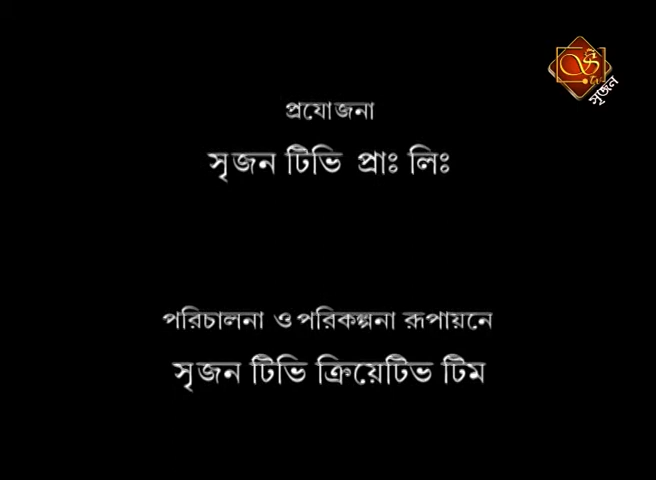 সৃজন
প্রযোজনা
সৃজন টিভি প্রাঃ লিঃ
পরিচালনা ও পরিকল্পনা রূপায়নে
সৃজন টিভি ক্রিয়েটিভ টিম